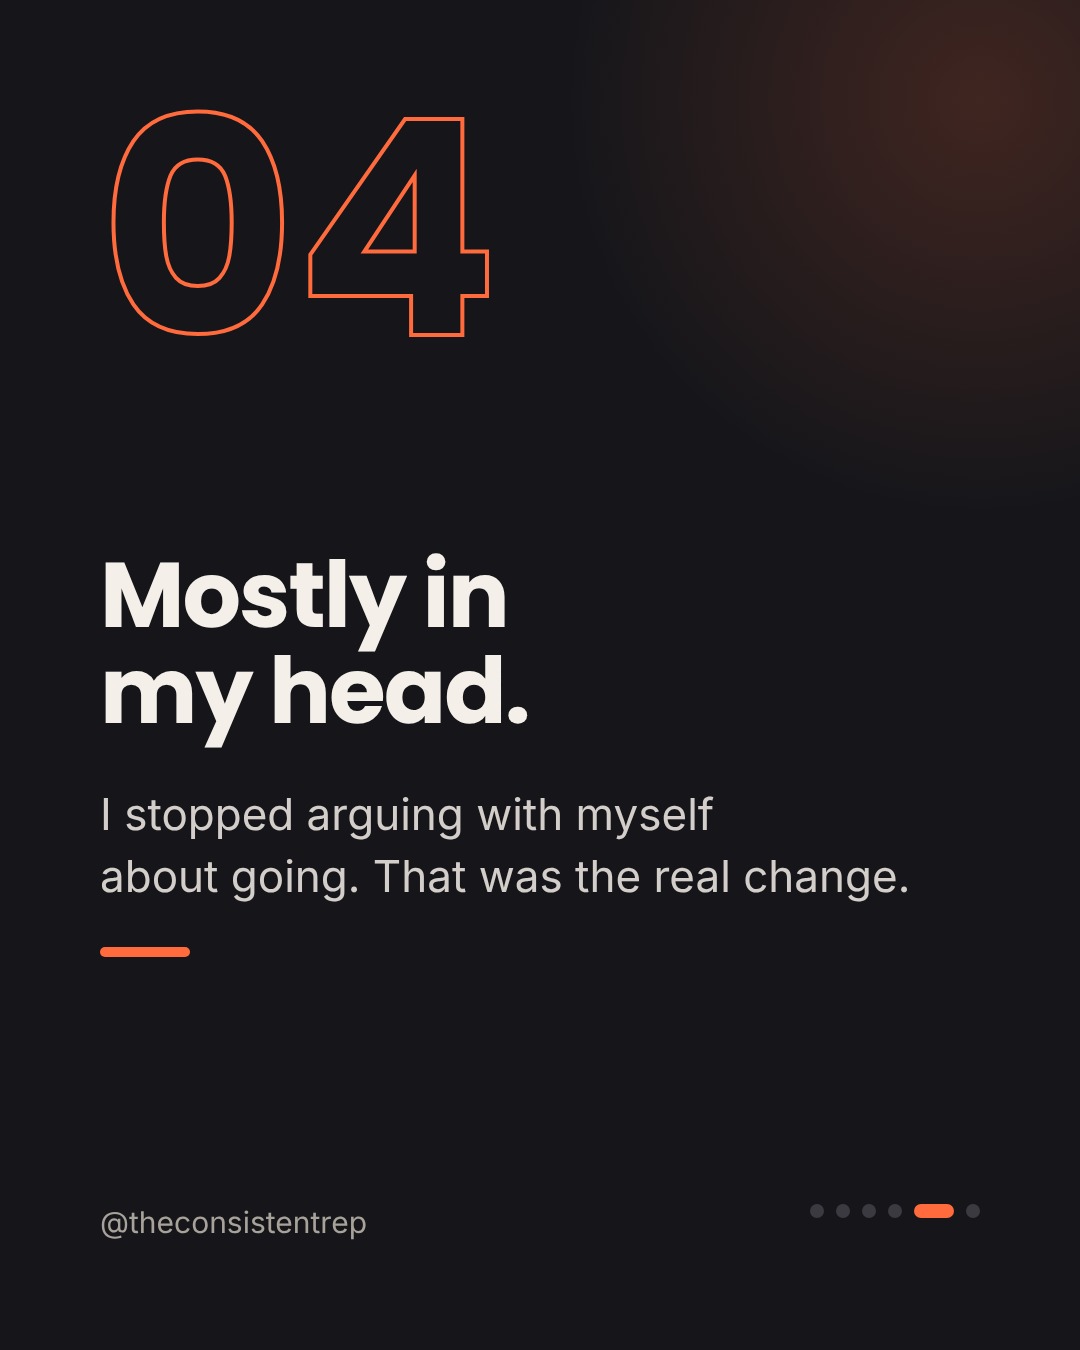 04
Mostly in
my head.
I stopped arguing with myself
about going. That was the real change.
@theconsistentrep